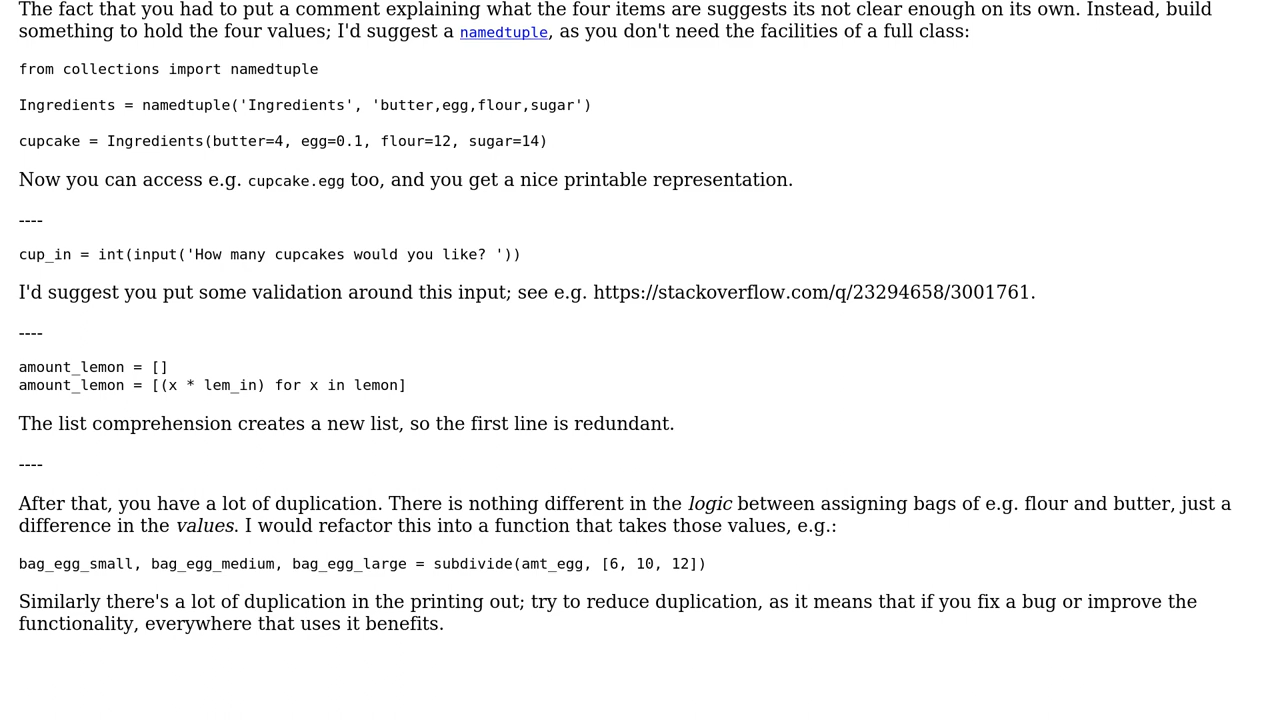 The fact that you had to put a comment explaining what the four items are suggests its not clear enough on its own. Instead, build
something to hold the four values; I'd suggest a namedtuple, as you don't need the facilities of a full class:
from collections import namedtuple
Ingredients = namedtuple('Ingredients', 'butter,egg,flour,sugar')
cupcake = Ingredients(butter=4, egg=0.1, flour=12, sugar=14)
Now you can access e.g. cupcake.egg too, and you get a nice printable representation.
----
cup_in = int(input('How many cupcakes would you like? '))
I'd suggest you put some validation around this input; see e.g. https://stackoverflow.com/q/23294658/3001761.
----
amount_lemon = []
amount_lemon = [(x * lem_in) for x in lemon]
The list comprehension creates a new list, so the first line is redundant.
----
After that, you have a lot of duplication. There is nothing different in the logic between assigning bags of e.g. flour and butter, just a
difference in the values. I would refactor this into a function that takes those values, e.g.:
bag_egg_small, bag_egg_medium, bag_egg_large = subdivide(amt_egg, [6, 10, 12])
Similarly there's a lot of duplication in the printing out; try to reduce duplication, as it means that if you fix a bug or improve the
functionality, everywhere that uses it benefits.